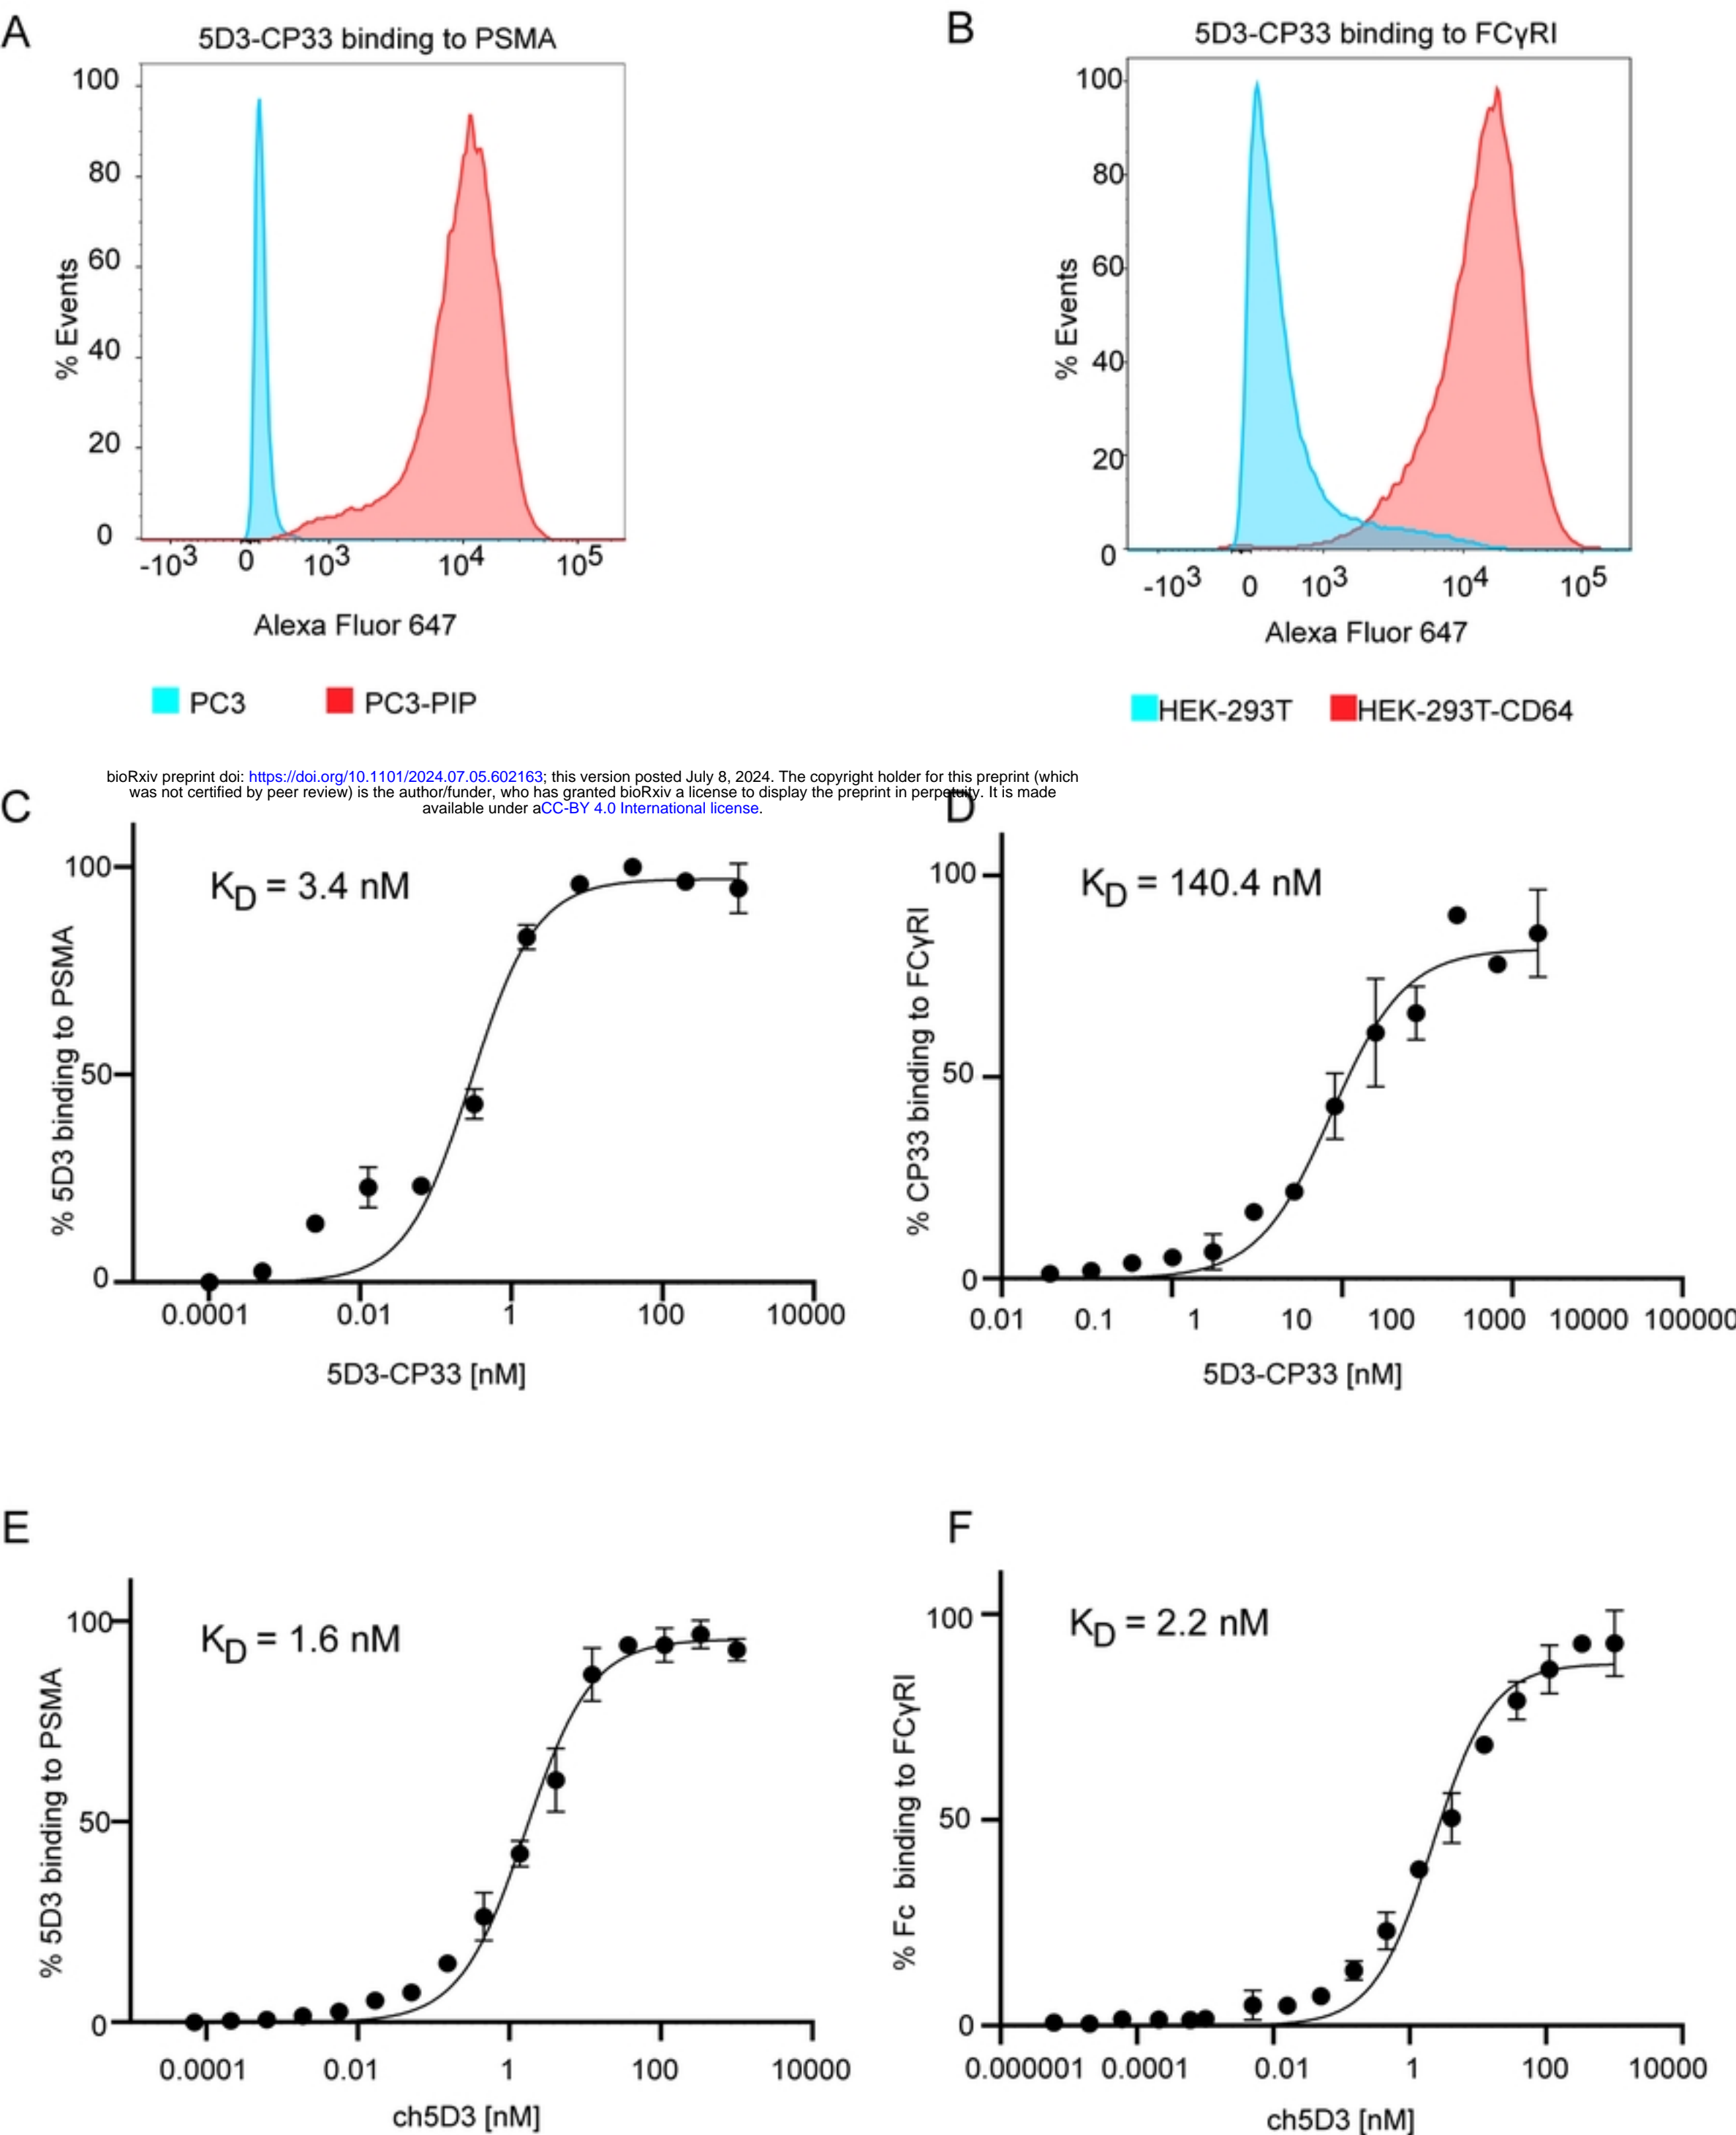 A
5D3-CP33 binding to PSMA
100
80
60
40
20
0
% Events
-10³ 0 10³ 10⁴ 10⁵
Alexa Fluor 647
PC3 PC3-PIP
B
5D3-CP33 binding to FCγRI
100
80
60
40
20
0
% Events
-10³ 0 10³ 10⁴ 10⁵
Alexa Fluor 647
HEK-293T HEK-293T-CD64
bioRxiv preprint doi: https://doi.org/10.1101/2024.07.05.602163; this version posted July 8, 2024. The copyright holder for this preprint (which
was not certified by peer review) is the author/funder, who has granted bioRxiv a license to display the preprint in perpetuity. It is made
available under aCC-BY 4.0 International license.
C
K_D = 3.4 nM
100
50
0
% 5D3 binding to PSMA
0.0001 0.01 1 100 10000
5D3-CP33 [nM]
D
K_D = 140.4 nM
100
50
0
% CP33 binding to FCγRI
0.01 0.1 1 10 100 1000 10000 100000
5D3-CP33 [nM]
E
K_D = 1.6 nM
100
50
0
% 5D3 binding to PSMA
0.0001 0.01 1 100 10000
ch5D3 [nM]
F
K_D = 2.2 nM
100
50
0
% Fc binding to FCγRI
0.000001 0.0001 0.01 1 100 10000
ch5D3 [nM]